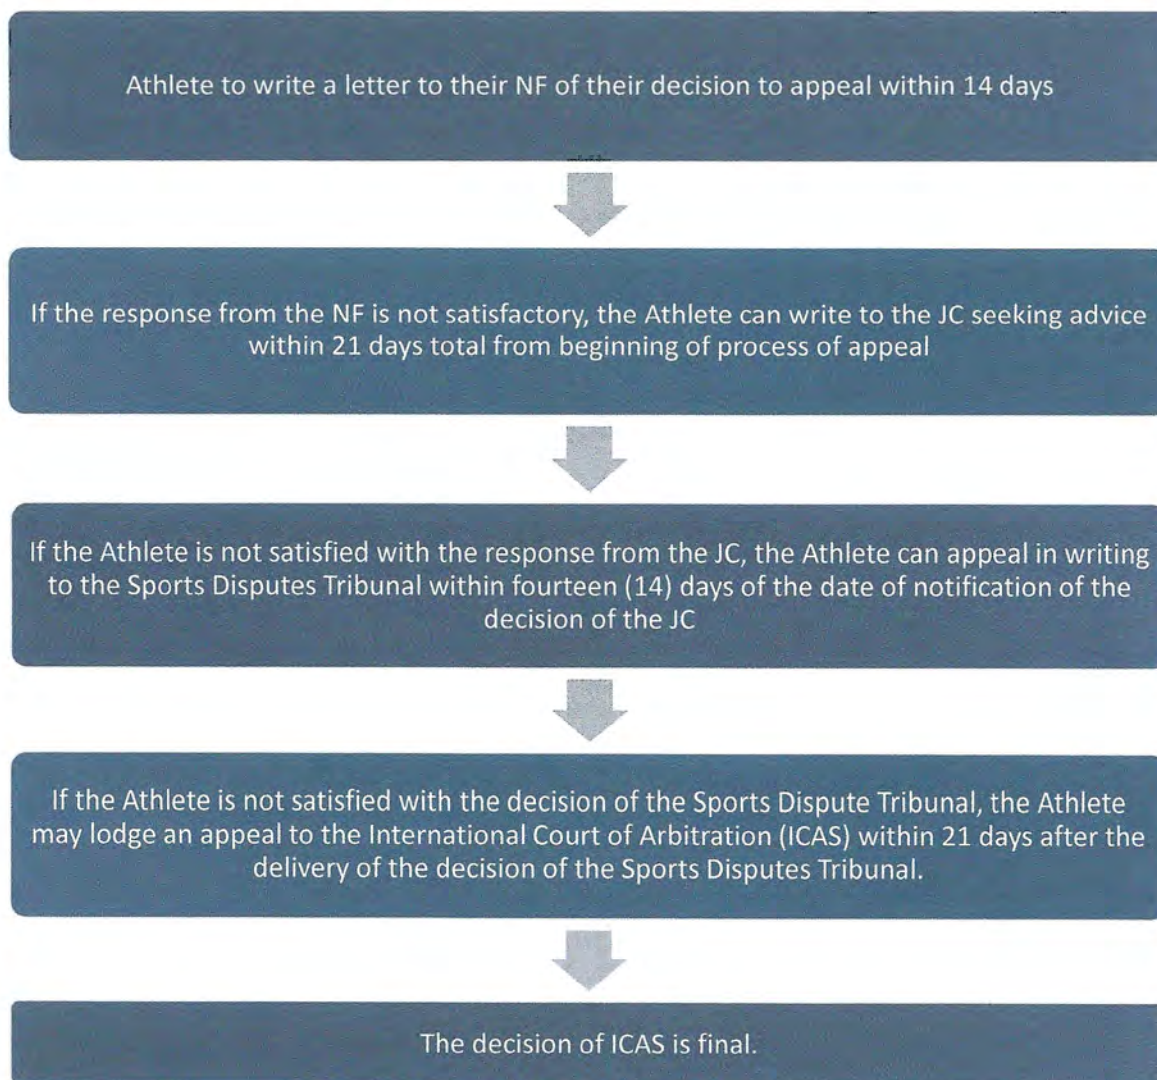 Athlete to write a letter to their NF of their decision to appeal within 14 days
If the response from the NF is not satisfactory, the Athlete can write to the JC seeking advice
within 21 days total from beginning of process of appeal
If the Athlete is not satisfied with the response from the JC, the Athlete can appeal in writing
to the Sports Disputes Tribunal within fourteen (14) days of the date of notification of the
decision of the JC
If the Athlete is not satisfied with the decision of the Sports Dispute Tribunal, the Athlete
may lodge an appeal to the International Court of Arbitration (ICAS) within 21 days after the
delivery of the decision of the Sports Disputes Tribunal.
The decision of ICAS is final.